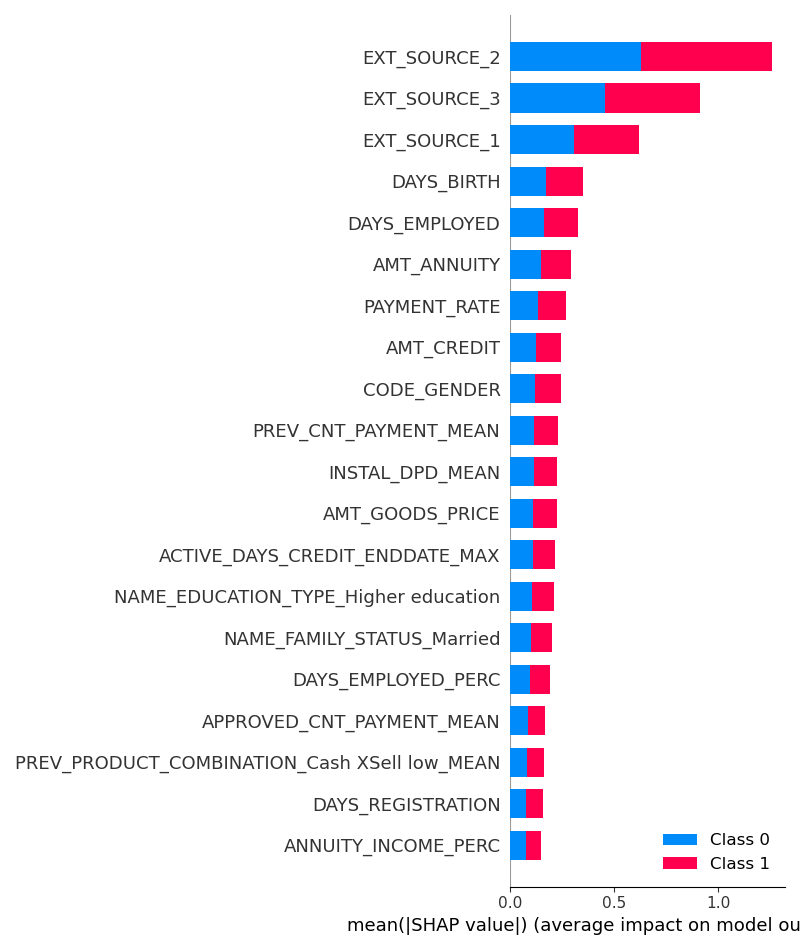 EXT_SOURCE_2
EXT_SOURCE_3
EXT_SOURCE_1
DAYS_BIRTH
DAYS_EMPLOYED
AMT_ANNUITY
PAYMENT_RATE
AMT_CREDIT
CODE_GENDER
PREV_CNT_PAYMENT_MEAN
INSTAL_DPD_MEAN
AMT_GOODS_PRICE
ACTIVE_DAYS_CREDIT_ENDDATE_MAX
NAME_EDUCATION_TYPE_Higher education
NAME_FAMILY_STATUS_Married
DAYS_EMPLOYED_PERC
APPROVED_CNT_PAYMENT_MEAN
PREV_PRODUCT_COMBINATION_Cash XSell low_MEAN
DAYS_REGISTRATION
ANNUITY_INCOME_PERC
Class 0
Class 1
0.0 0.5 1.0
mean(|SHAP value|) (average impact on model ou